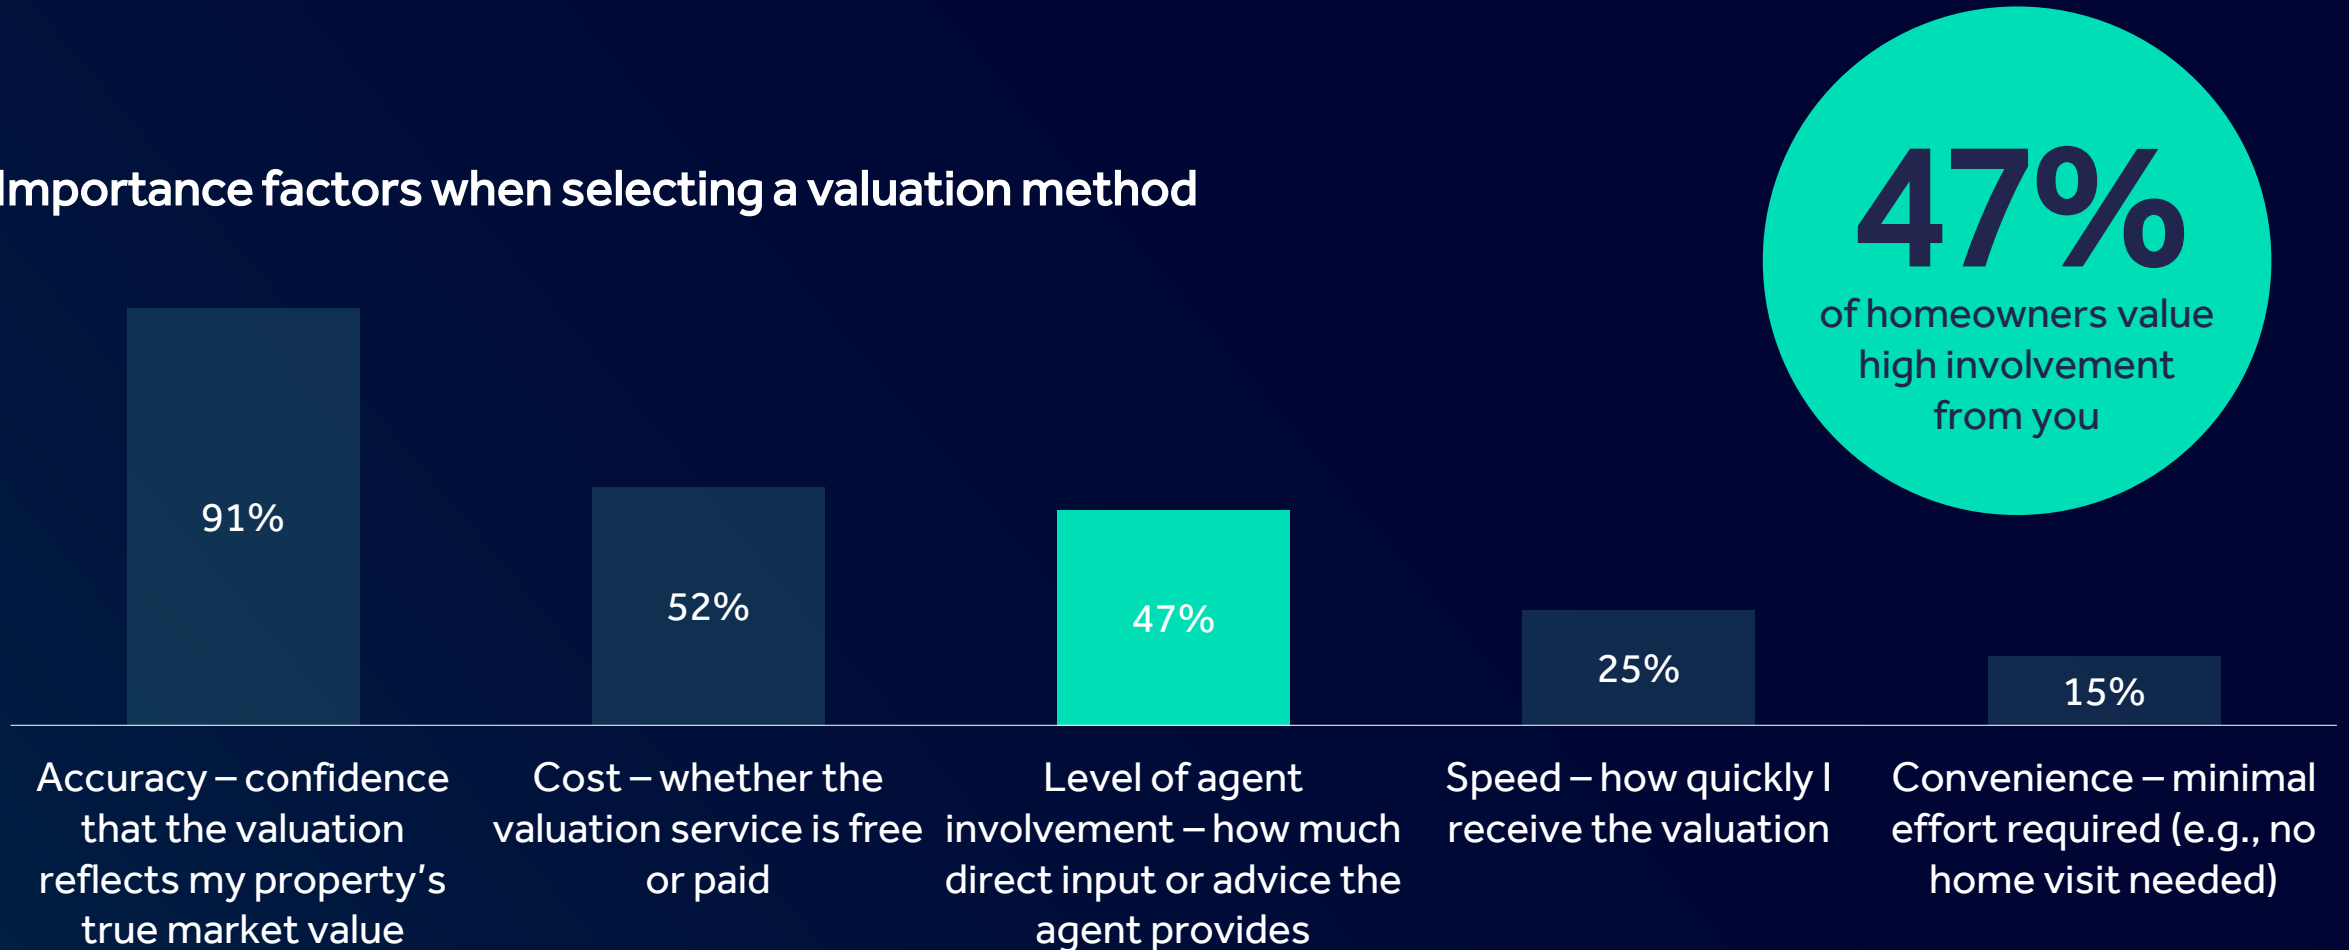 Importance factors when selecting a valuation method
47%
of homeowners value
high involvement
from you
91%
52%
47%
25%
15%
Accuracy – confidence
that the valuation
reflects my property’s
true market value
Cost – whether the
valuation service is free
or paid
Level of agent
involvement – how much
direct input or advice the
agent provides
Speed – how quickly I
receive the valuation
Convenience – minimal
effort required (e.g., no
home visit needed)